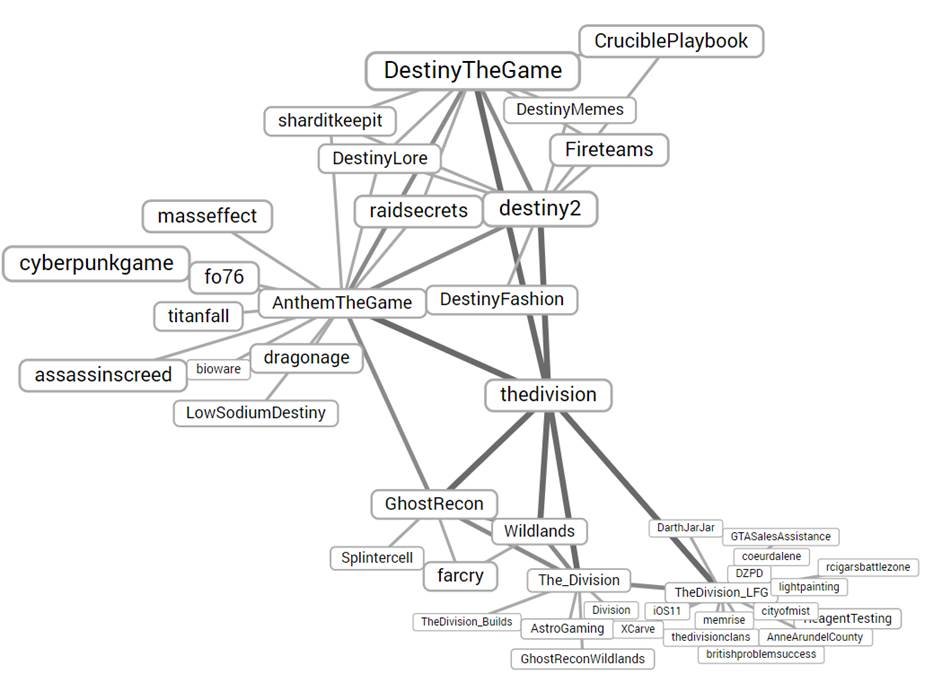 CruciblePlaybook
DestinyTheGame
DestinyMemes
sharditkeepit
Fireteams
DestinyLore
raidsecrets
destiny2
masseffect
cyberpunkgame
fo76
AnthemTheGame
DestinyFashion
titanfall
dragonage
bioware
assassinscreed
LowSodiumDestiny
thedivision
GhostRecon
Wildlands
DarthJarJar
GTASalesAssistance
Splintercell
coeurdalene
rcigarsbattlezone
farcry
The_Division
DZPD
lightpainting
TheDivision_LFG
Division
iOS11
cityofmist
TheDivision_Builds
AstroGaming
XCarve
memrise
eagentTesting
thedivisionclans
AnneArundelCounty
GhostReconWildlands
britishproblemsuccess